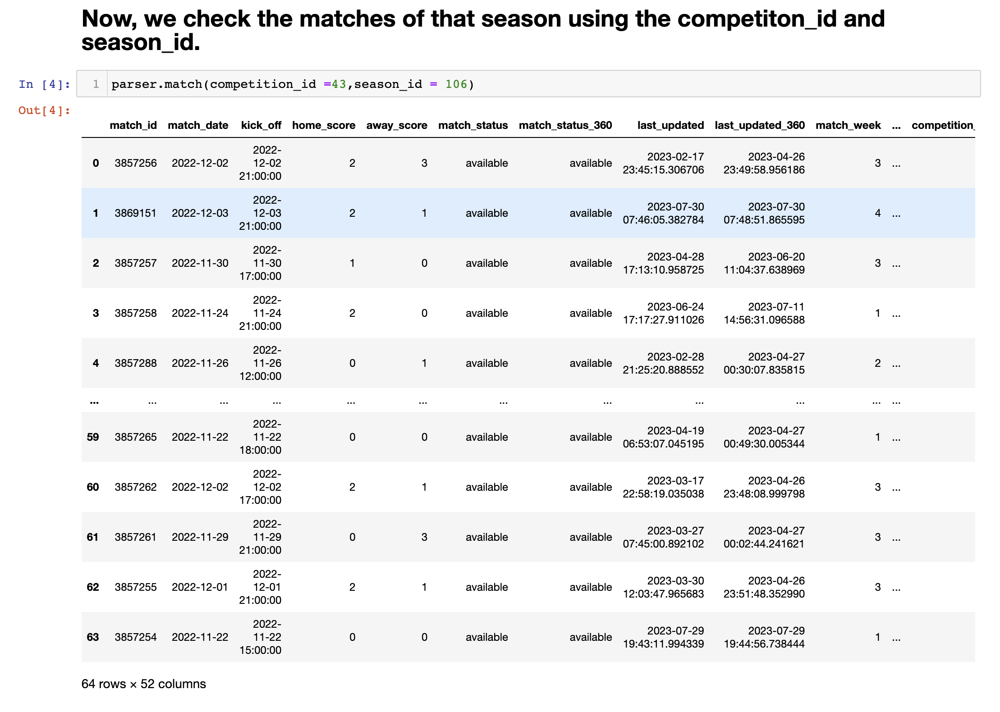 Now, we check the matches of that season using the competiton_id and
season_id.
In [4]: 1 parser.match(competition_id =43,season_id = 106)
Out[4]:
match_id match_date kick_off home_score away_score match_status match_status_360 last_updated last_updated_360 match_week ... competition_
0 3857256 2022-12-02 2022-12-02 21:00:00 2 3 available available 2023-02-17 23:45:15.306706 2023-04-26 23:49:58.956186 3 ...
1 3869151 2022-12-03 2022-12-03 21:00:00 2 1 available available 2023-07-30 07:46:05.382784 2023-07-30 07:48:51.865595 4 ...
2 3857257 2022-11-30 2022-11-30 17:00:00 1 0 available available 2023-04-28 17:13:10.958725 2023-06-20 11:04:37.638969 3 ...
3 3857258 2022-11-24 2022-11-24 21:00:00 2 0 available available 2023-06-24 17:17:27.911026 2023-07-11 14:56:31.096588 1 ...
4 3857288 2022-11-26 2022-11-26 12:00:00 0 1 available available 2023-02-28 21:25:20.888552 2023-04-27 00:30:07.835815 2 ...
... ... ... ... ... ... ... ... ... ... ... ...
59 3857265 2022-11-22 2022-11-22 18:00:00 0 0 available available 2023-04-19 06:53:07.045195 2023-04-27 00:49:30.005344 1 ...
60 3857262 2022-12-02 2022-12-02 17:00:00 2 1 available available 2023-03-17 22:58:19.035038 2023-04-26 23:48:08.999798 3 ...
61 3857261 2022-11-29 2022-11-29 21:00:00 0 3 available available 2023-03-27 07:45:00.892102 2023-04-27 00:02:44.241621 3 ...
62 3857255 2022-12-01 2022-12-01 21:00:00 2 1 available available 2023-03-30 12:03:47.965683 2023-04-26 23:51:48.352990 3 ...
63 3857254 2022-11-22 2022-11-22 15:00:00 0 0 available available 2023-07-29 19:43:11.994339 2023-07-29 19:44:56.738444 1 ...
64 rows × 52 columns